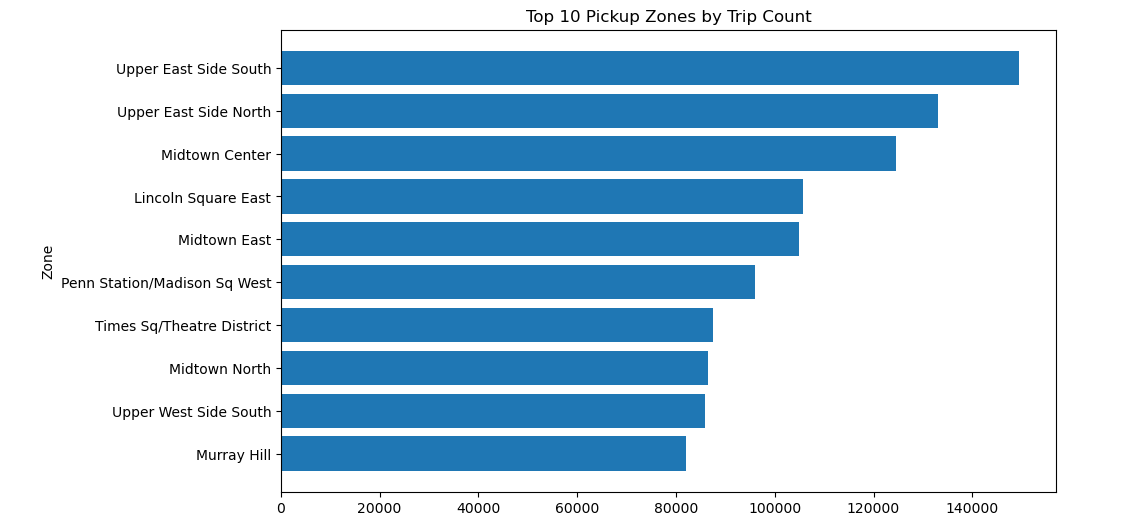 Top 10 Pickup Zones by Trip Count
Zone
Upper East Side South
Upper East Side North
Midtown Center
Lincoln Square East
Midtown East
Penn Station/Madison Sq West
Times Sq/Theatre District
Midtown North
Upper West Side South
Murray Hill
0 20000 40000 60000 80000 100000 120000 140000